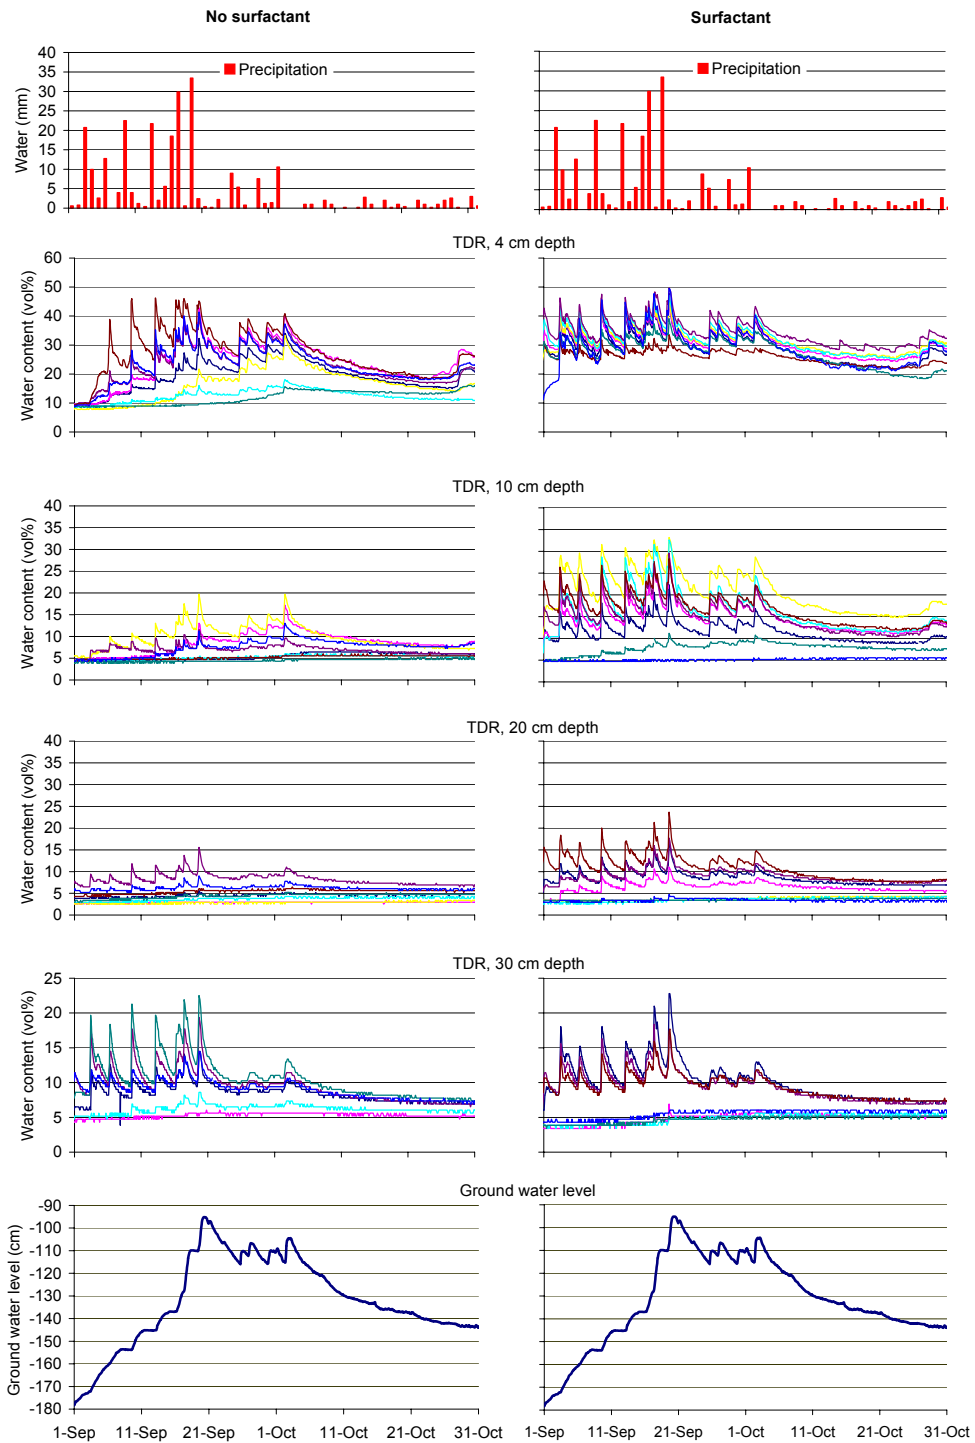 No surfactant
Surfactant
Water (mm)
40
35
30
25
20
15
10
5
0
Precipitation
Precipitation
TDR, 4 cm depth
Water content (vol%)
60
50
40
30
20
10
0
TDR, 10 cm depth
Water content (vol%)
40
35
30
25
20
15
10
5
0
TDR, 20 cm depth
Water content (vol%)
40
35
30
25
20
15
10
5
0
TDR, 30 cm depth
Water content (vol%)
25
20
15
10
5
0
Ground water level
Ground water level (cm)
-90
-100
-110
-120
-130
-140
-150
-160
-170
-180
1-Sep 11-Sep 21-Sep 1-Oct 11-Oct 21-Oct 31-Oct
1-Sep 11-Sep 21-Sep 1-Oct 11-Oct 21-Oct 31-Oct